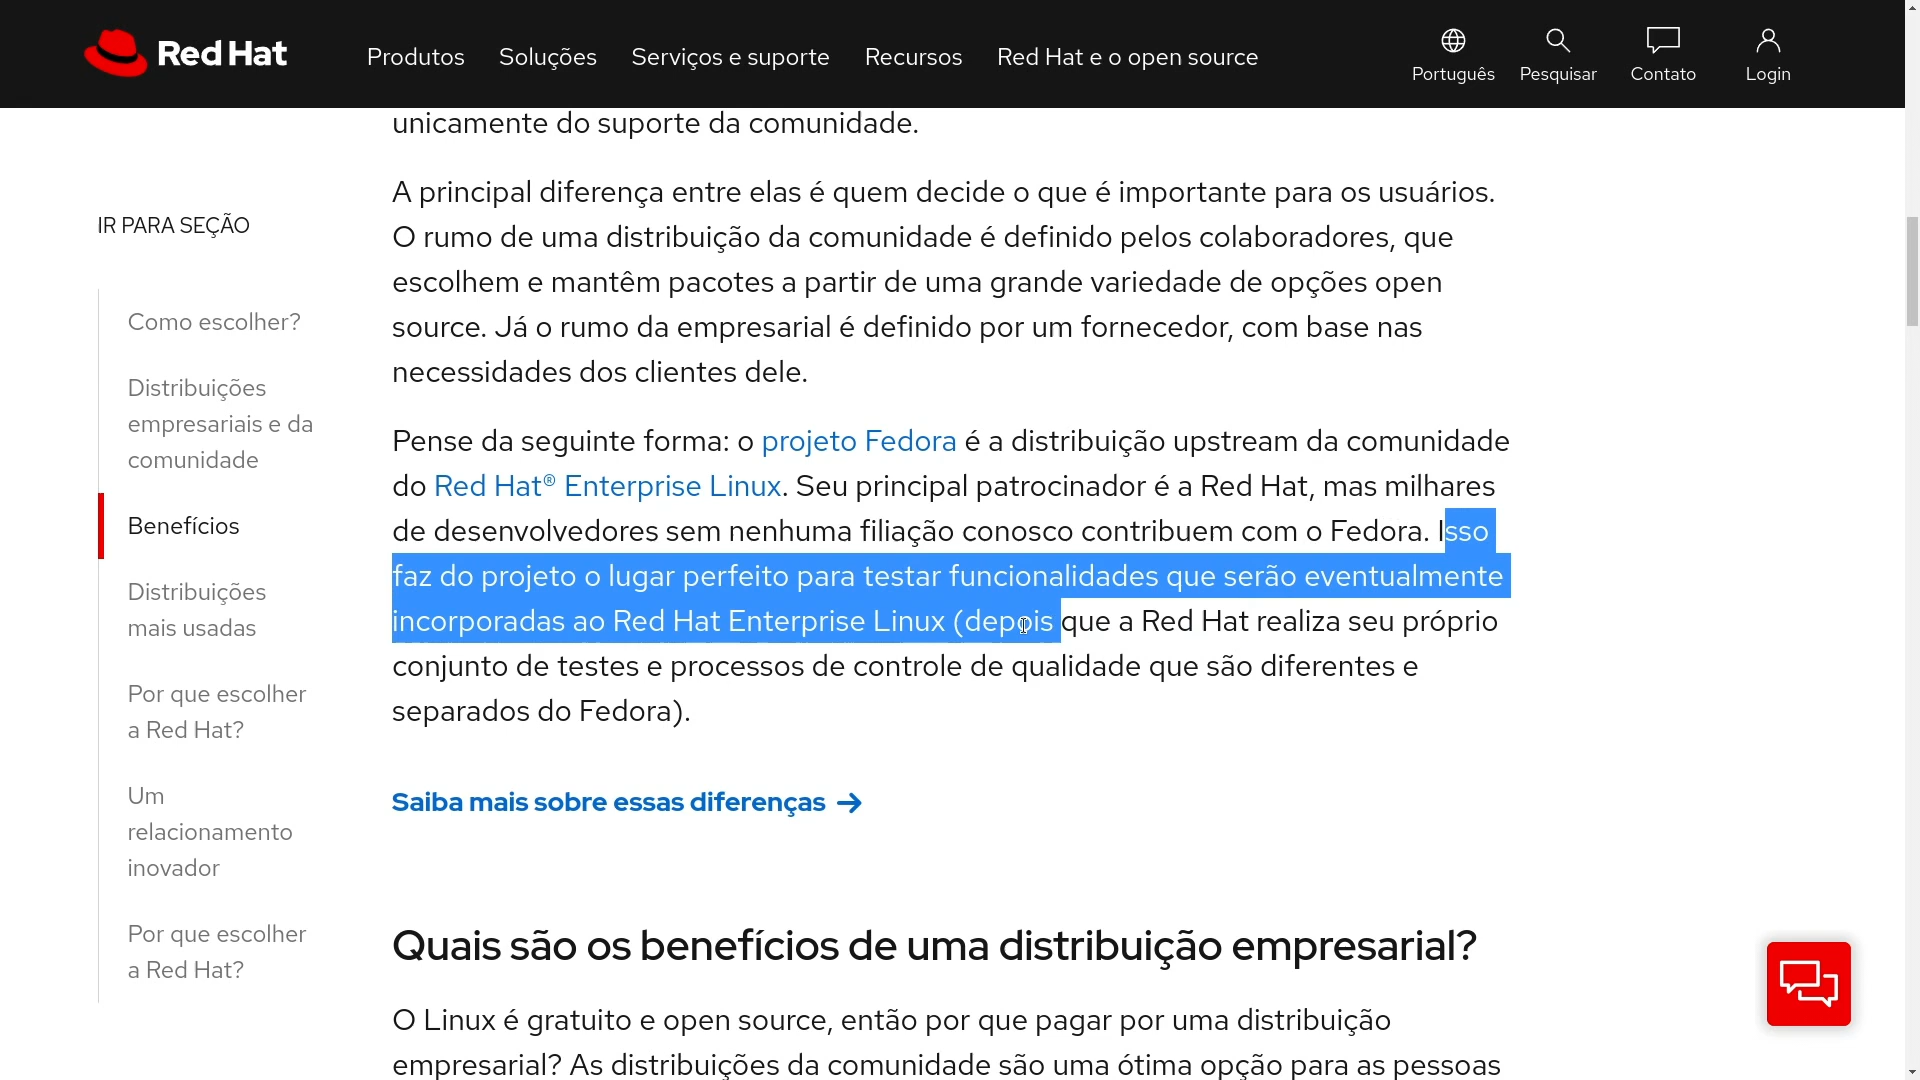 Red Hat
Produtos
Soluções
Serviços e suporte
Recursos
Red Hat e o open source
Português
Pesquisar
Contato
Login
IR PARA SEÇÃO
Como escolher?
Distribuições
empresariais e da
comunidade
Benefícios
Distribuições
mais usadas
Por que escolher
a Red Hat?
Um
relacionamento
inovador
Por que escolher
a Red Hat?
unicamente do suporte da comunidade.
A principal diferença entre elas é quem decide o que é importante para os usuários.
O rumo de uma distribuição da comunidade é definido pelos colaboradores, que
escolhem e mantêm pacotes a partir de uma grande variedade de opções open
source. Já o rumo da empresarial é definido por um fornecedor, com base nas
necessidades dos clientes dele.
Pense da seguinte forma: o projeto Fedora é a distribuição upstream da comunidade
do Red Hat® Enterprise Linux. Seu principal patrocinador é a Red Hat, mas milhares
de desenvolvedores sem nenhuma filiação conosco contribuem com o Fedora. Isso
faz do projeto o lugar perfeito para testar funcionalidades que serão eventualmente
incorporadas ao Red Hat Enterprise Linux (depois que a Red Hat realiza seu próprio
conjunto de testes e processos de controle de qualidade que são diferentes e
separados do Fedora).
Saiba mais sobre essas diferenças →
Quais são os benefícios de uma distribuição empresarial?
O Linux é gratuito e open source, então por que pagar por uma distribuição
empresarial? As distribuições da comunidade são uma ótima opção para as pessoas